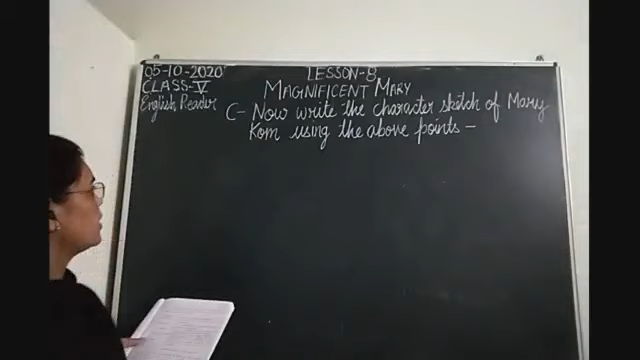 05-10-2020
CLASS-V
English Reader
LESSON-8
MAGNIFICENT MARY
C- Now write the character sketch of Mary
Kom using the above points -